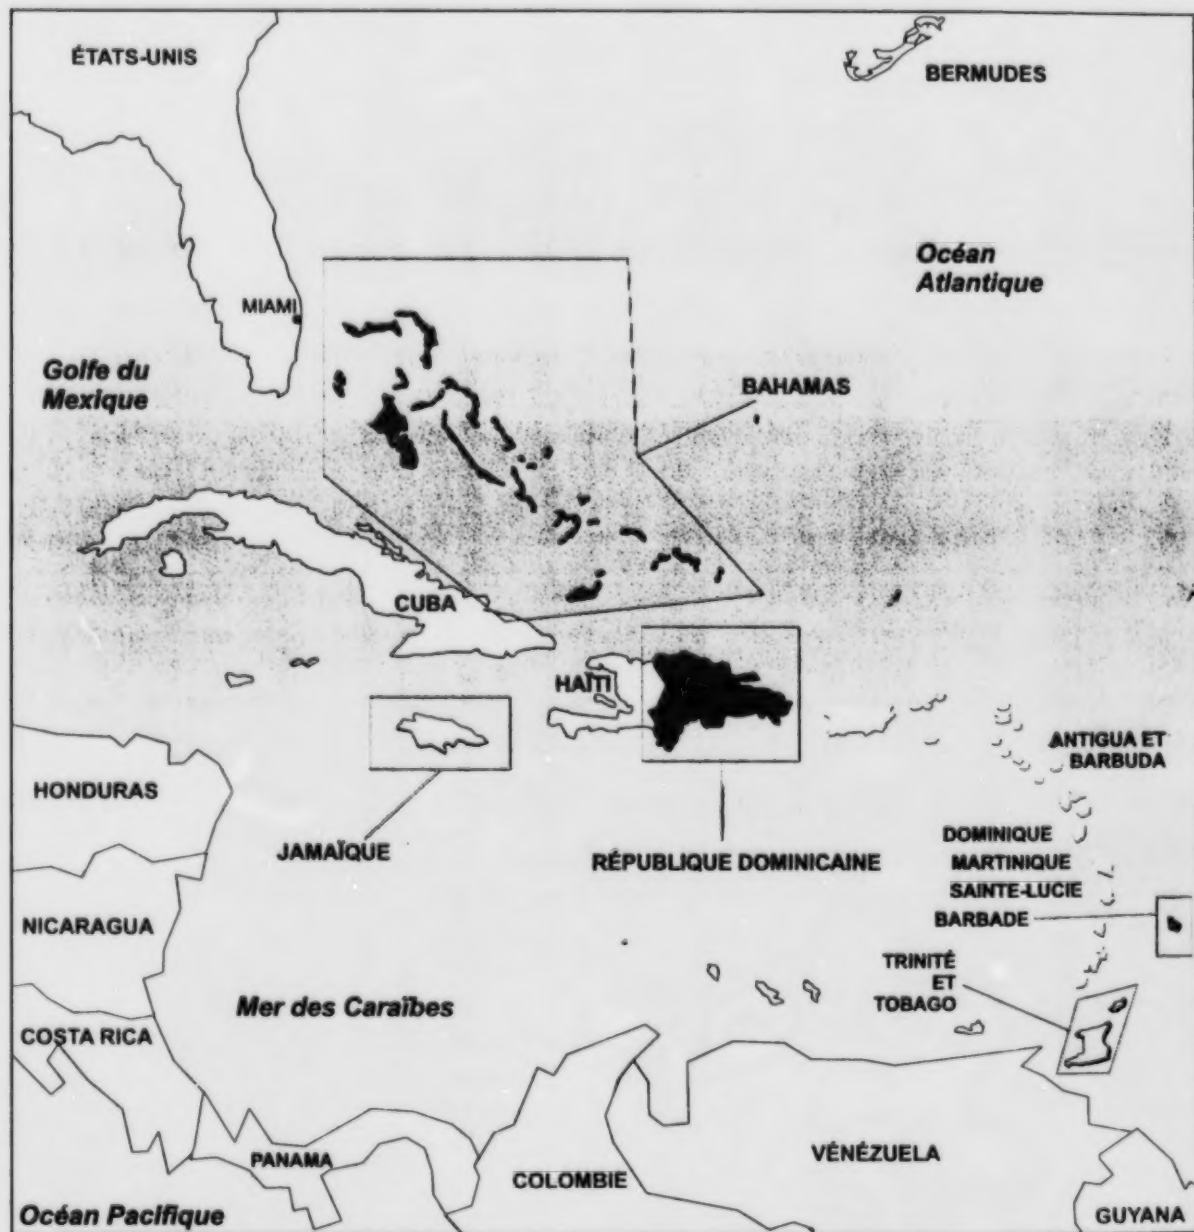 ÉTATS-UNIS
BERMUDES
Océan
Atlantique
MIAMI
Golfe du
Mexique
BAHAMAS
CUBA
HAÏTI
ANTIGUA ET
BARBUDA
HONDURAS
JAMAÏQUE
RÉPUBLIQUE DOMINICAINE
DOMINIQUE
MARTINIQUE
SAINTE-LUCIE
BARBADE
NICARAGUA
TRINITÉ
ET
TOBAGO
Mer des Caraïbes
COSTA RICA
PANAMA
COLOMBIE
VÉNÉZUELA
Océan Pacifique
GUYANA